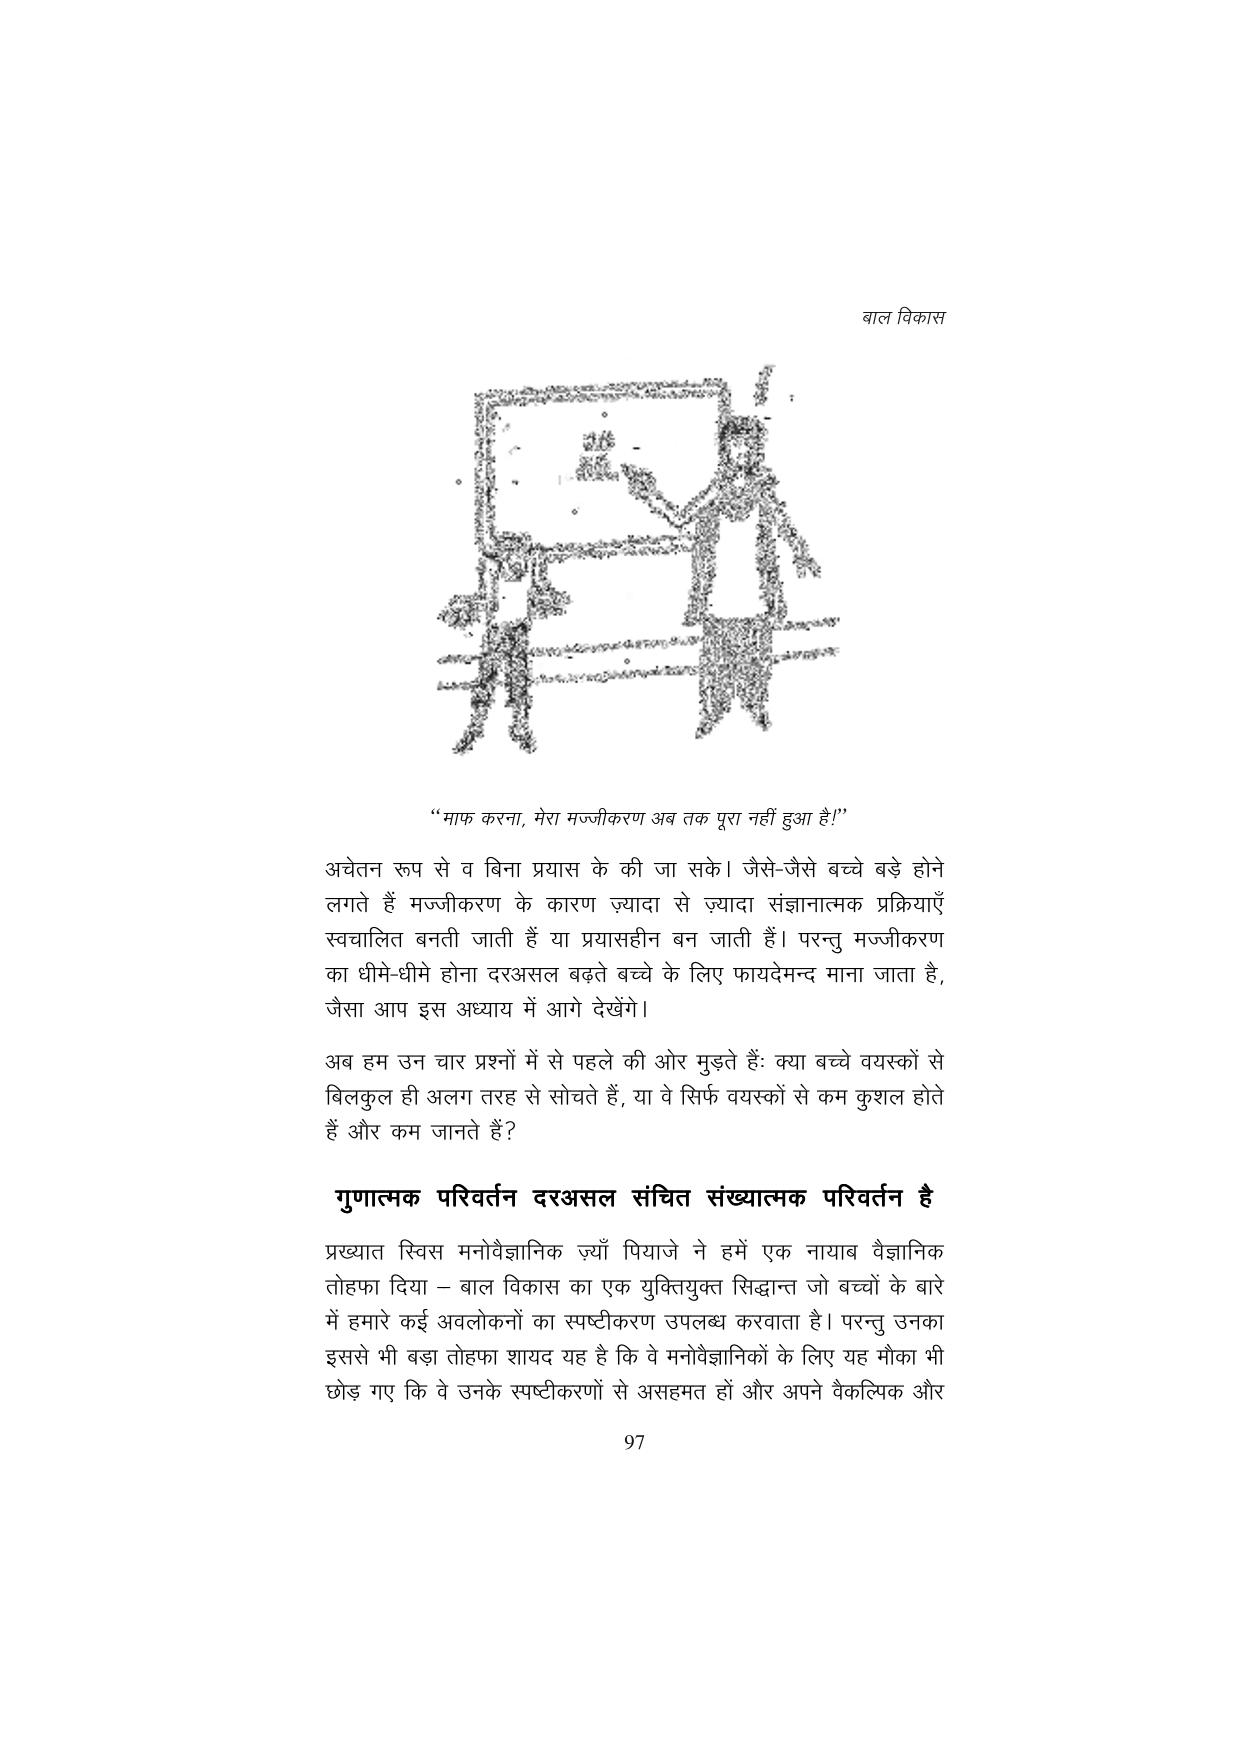 बाल विकास
“माफ करना, मेरा मज्जीकरण अब तक पूरा नहीं हुआ है!”
अचेतन रूप से व बिना प्रयास के की जा सके। जैसे-जैसे बच्चे बड़े होने
लगते हैं मज्जीकरण के कारण ज़्यादा से ज़्यादा संज्ञानात्मक प्रक्रियाएँ
स्वचालित बनती जाती हैं या प्रयासहीन बन जाती हैं। परन्तु मज्जीकरण
का धीमे-धीमे होना दरअसल बढ़ते बच्चे के लिए फायदेमन्द माना जाता है,
जैसा आप इस अध्याय में आगे देखेंगे।
अब हम उन चार प्रश्नों में से पहले की ओर मुड़ते हैंः क्या बच्चे वयस्कों से
बिलकुल ही अलग तरह से सोचते हैं, या वे सिर्फ वयस्कों से कम कुशल होते
हैं और कम जानते हैं?
गुणात्मक परिवर्तन दरअसल संचित संख्यात्मक परिवर्तन है
प्रख्यात स्विस मनोवैज्ञानिक ज़्याँ पियाजे ने हमें एक नायाब वैज्ञानिक
तोहफा दिया – बाल विकास का एक युक्तियुक्त सिद्धान्त जो बच्चों के बारे
में हमारे कई अवलोकनों का स्पष्टीकरण उपलब्ध करवाता है। परन्तु उनका
इससे भी बड़ा तोहफा शायद यह है कि वे मनोवैज्ञानिकों के लिए यह मौका भी
छोड़ गए कि वे उनके स्पष्टीकरणों से असहमत हों और अपने वैकल्पिक और
97